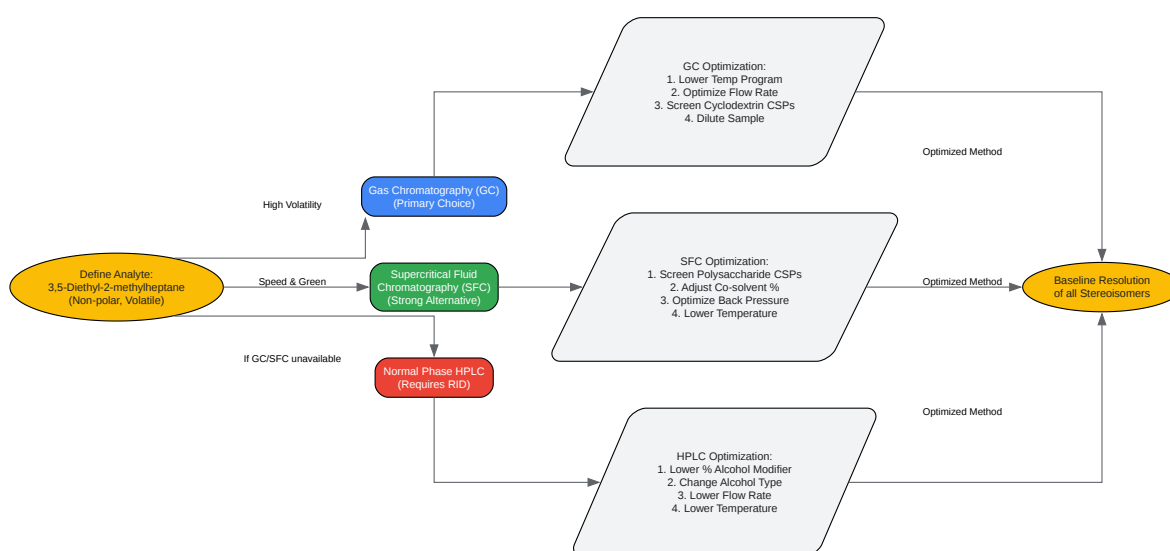 Define Analyte:
3,5-Diethyl-2-methylheptane
(Non-polar, Volatile)
High Volatility
Speed & Green
If GC/SFC unavailable
Gas Chromatography (GC)
(Primary Choice)
Supercritical Fluid
Chromatography (SFC)
(Strong Alternative)
Normal Phase HPLC
(Requires RID)
GC Optimization:
1. Lower Temp Program
2. Optimize Flow Rate
3. Screen Cyclodextrin CSPs
4. Dilute Sample
SFC Optimization:
1. Screen Polysaccharide CSPs
2. Adjust Co-solvent %
3. Optimize Back Pressure
4. Lower Temperature
HPLC Optimization:
1. Lower % Alcohol Modifier
2. Change Alcohol Type
3. Lower Flow Rate
4. Lower Temperature
Optimized Method
Optimized Method
Optimized Method
Baseline Resolution
of all Stereoisomers